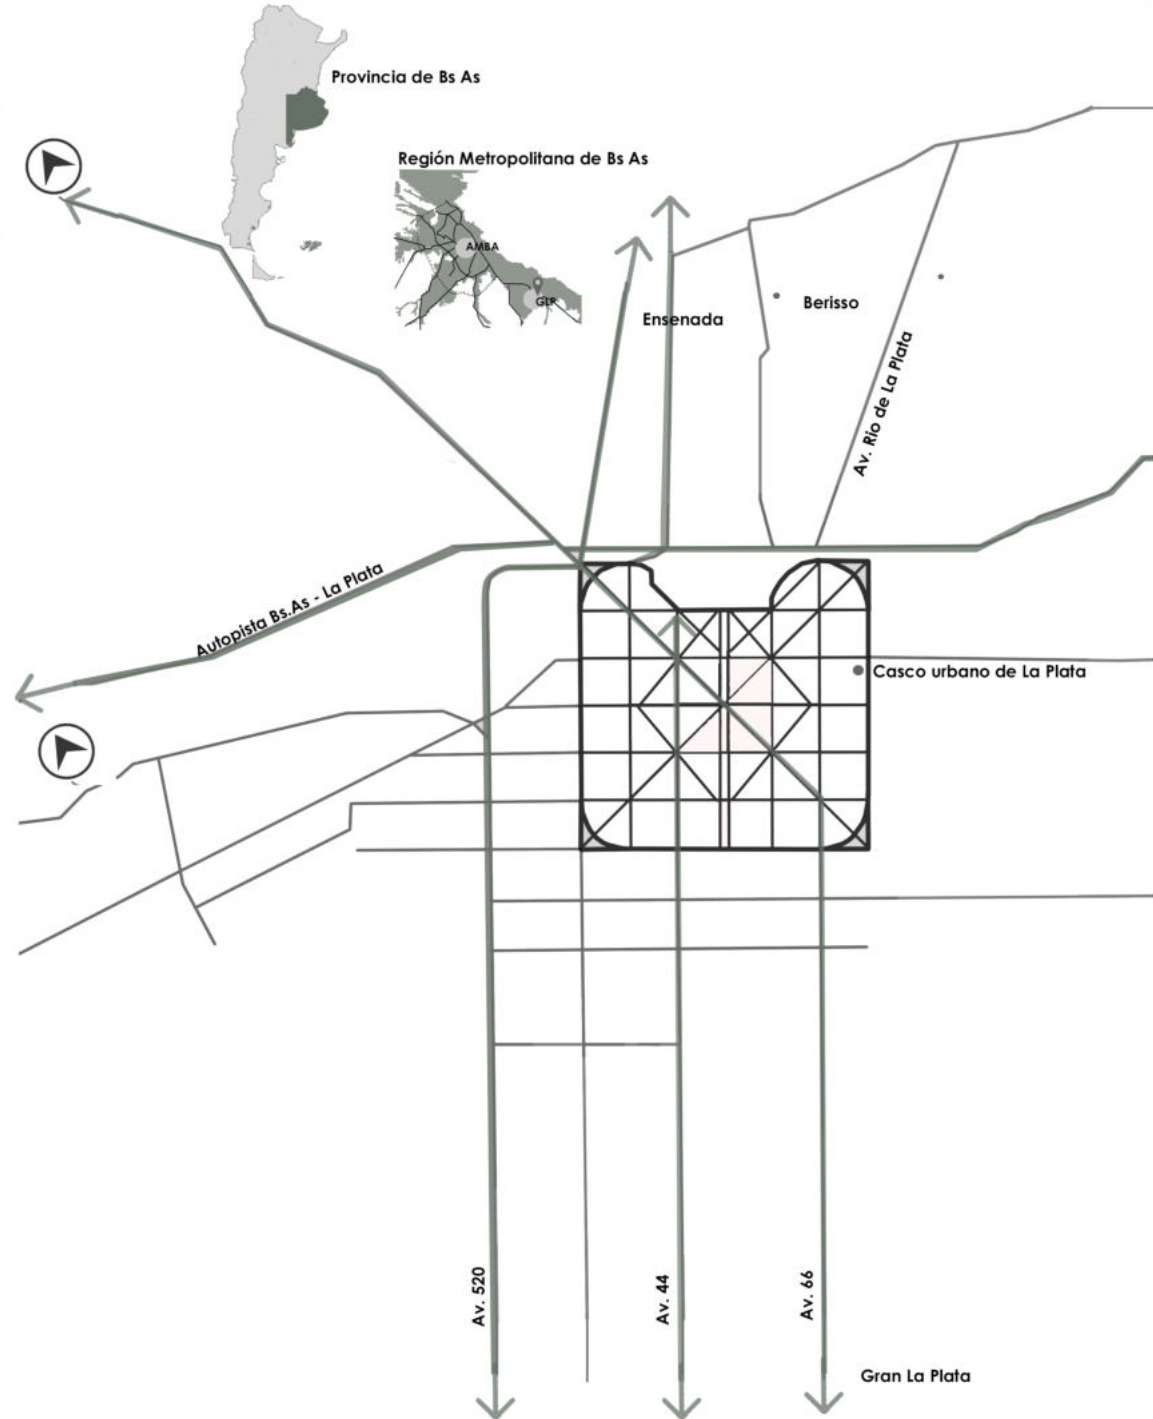 Provincia de Bs As
Región Metropolitana de Bs As
AMBA
GLP
Ensenada
Berisso
Av. Rio de La Plata
Autopista Bs.As - La Plata
Casco urbano de La Plata
Av. 520
Av. 44
Av. 66
Gran La Plata